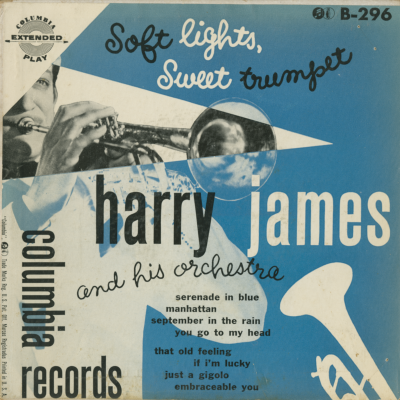 COLUMBIA
EXTENDED
PLAY
B-296
Soft lights,
Sweet trumpet
harry james
and his orchestra
serenade in blue
manhattan
september in the rain
you go to my head
that old feeling
if i'm lucky
just a gigolo
embraceable you
columbia
records